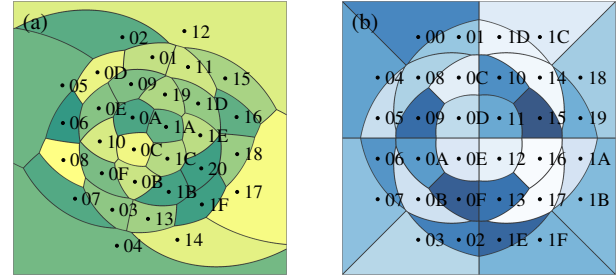 (a)
12
02
01
0D
11
15
05
09
19
1D
0E
0A
16
06
1A
1E
10
0C
18
08
1C
0F
0B
20
1B
17
07
03
13
1F
04
14
(b)
00 01 1D 1C
04 08 0C 10 14 18
05 09 0D 11 15 19
06 0A 0E 12 16 1A
07 0B 0F 13 17 1B
03 02 1E 1F